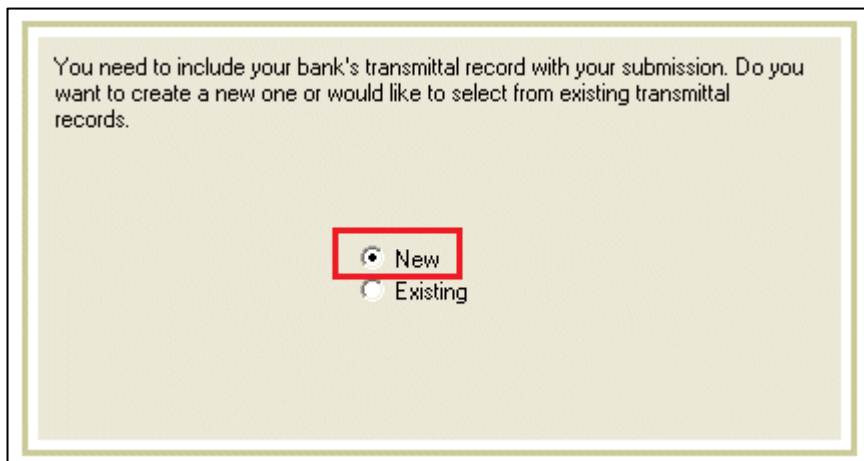 You need to include your bank's transmittal record with your submission. Do you
want to create a new one or would like to select from existing transmittal
records.
New
Existing